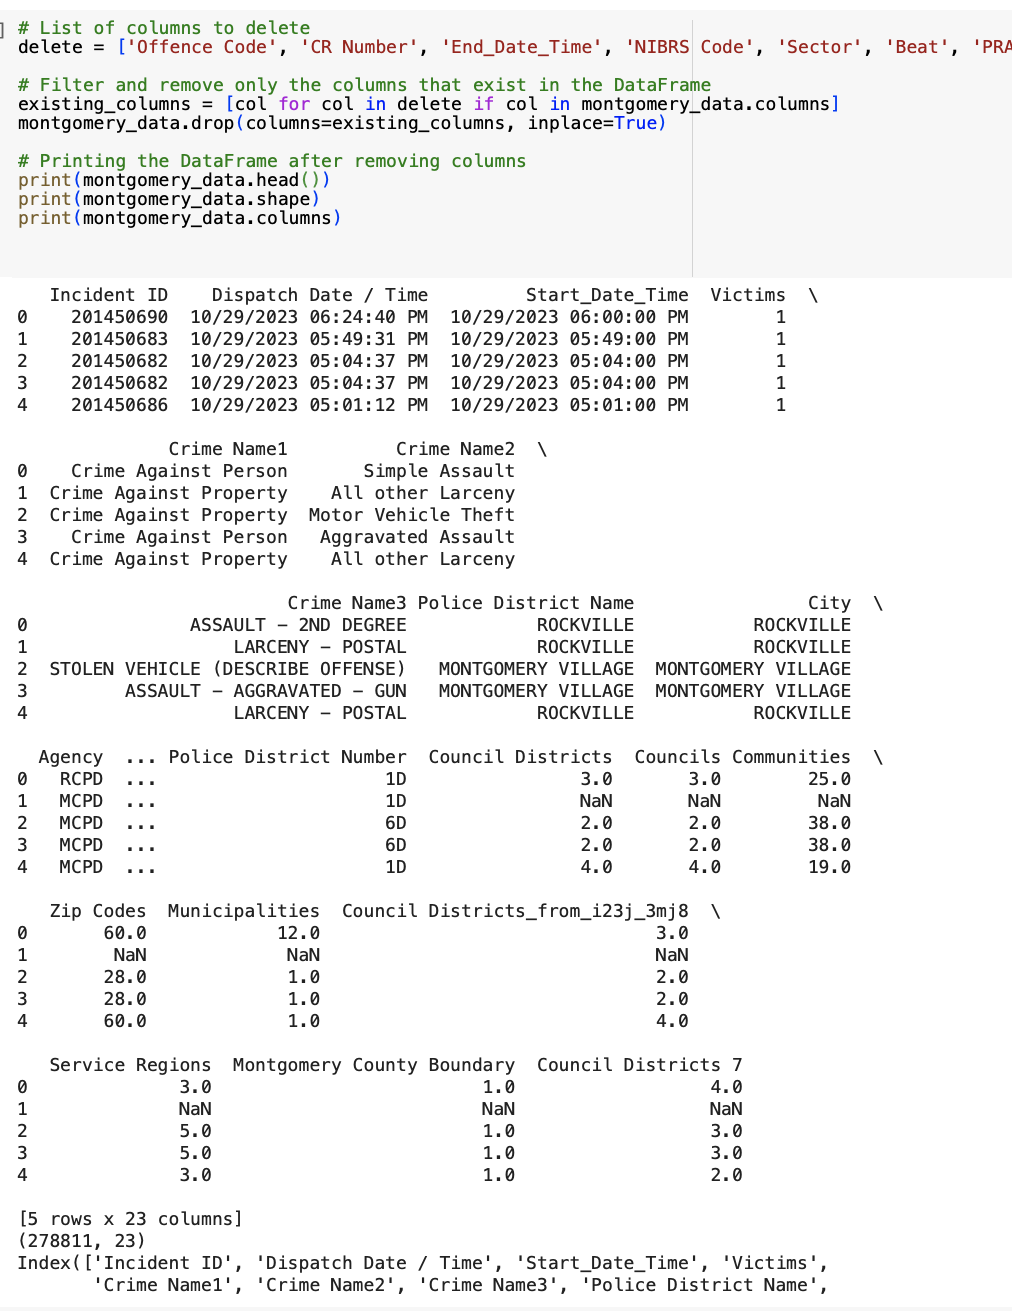 # List of columns to delete
delete = ['Offence Code', 'CR Number', 'End_Date_Time', 'NIBRS Code', 'Sector', 'Beat', 'PRA
# Filter and remove only the columns that exist in the DataFrame
existing_columns = [col for col in delete if col in montgomery_data.columns]
montgomery_data.drop(columns=existing_columns, inplace=True)
# Printing the DataFrame after removing columns
print(montgomery_data.head())
print(montgomery_data.shape)
print(montgomery_data.columns)
   Incident ID    Dispatch Date / Time         Start_Date_Time  Victims  \
0    201450690  10/29/2023 06:24:40 PM  10/29/2023 06:00:00 PM        1
1    201450683  10/29/2023 05:49:31 PM  10/29/2023 05:49:00 PM        1
2    201450682  10/29/2023 05:04:37 PM  10/29/2023 05:04:00 PM        1
3    201450682  10/29/2023 05:04:37 PM  10/29/2023 05:04:00 PM        1
4    201450686  10/29/2023 05:01:12 PM  10/29/2023 05:01:00 PM        1
              Crime Name1          Crime Name2  \
0    Crime Against Person       Simple Assault
1  Crime Against Property    All other Larceny
2  Crime Against Property  Motor Vehicle Theft
3    Crime Against Person   Aggravated Assault
4  Crime Against Property    All other Larceny
                         Crime Name3 Police District Name                City  \
0               ASSAULT - 2ND DEGREE            ROCKVILLE           ROCKVILLE
1                   LARCENY - POSTAL            ROCKVILLE           ROCKVILLE
2  STOLEN VEHICLE (DESCRIBE OFFENSE)   MONTGOMERY VILLAGE  MONTGOMERY VILLAGE
3         ASSAULT - AGGRAVATED - GUN   MONTGOMERY VILLAGE  MONTGOMERY VILLAGE
4                   LARCENY - POSTAL            ROCKVILLE           ROCKVILLE
  Agency  ... Police District Number  Council Districts  Councils Communities  \
0   RCPD  ...                     1D                3.0       3.0        25.0
1   MCPD  ...                     1D                NaN       NaN         NaN
2   MCPD  ...                     6D                2.0       2.0        38.0
3   MCPD  ...                     6D                2.0       2.0        38.0
4   MCPD  ...                     1D                4.0       4.0        19.0
   Zip Codes  Municipalities  Council Districts_from_i23j_3mj8  \
0       60.0            12.0                               3.0
1        NaN             NaN                               NaN
2       28.0             1.0                               2.0
3       28.0             1.0                               2.0
4       60.0             1.0                               4.0
   Service Regions  Montgomery County Boundary  Council Districts 7
0              3.0                         1.0                  4.0
1              NaN                         NaN                  NaN
2              5.0                         1.0                  3.0
3              5.0                         1.0                  3.0
4              3.0                         1.0                  2.0
[5 rows x 23 columns]
(278811, 23)
Index(['Incident ID', 'Dispatch Date / Time', 'Start_Date_Time', 'Victims',
       'Crime Name1', 'Crime Name2', 'Crime Name3', 'Police District Name',